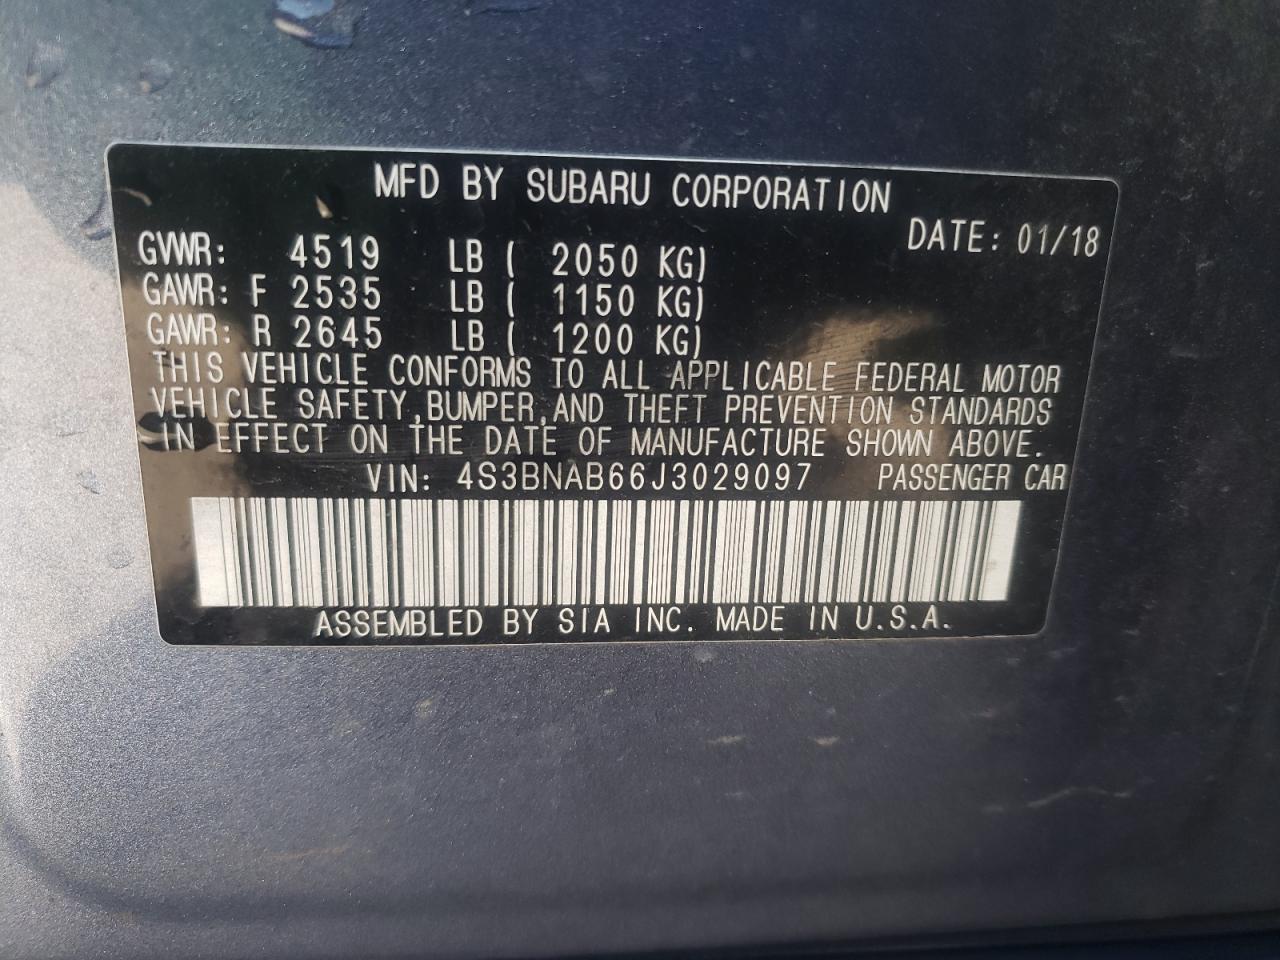 MFD BY SUBARU CORPORATION
DATE: 01/18
GVWR: 4519 LB ( 2050 KG)
GAWR: F 2535 LB ( 1150 KG)
GAWR: R 2645 LB ( 1200 KG)
THIS VEHICLE CONFORMS TO ALL APPLICABLE FEDERAL MOTOR
VEHICLE SAFETY, BUMPER, AND THEFT PREVENTION STANDARDS
IN EFFECT ON THE DATE OF MANUFACTURE SHOWN ABOVE.
VIN: 4S3BNAB66J3029097 PASSENGER CAR
ASSEMBLED BY SIA INC. MADE IN U.S.A.